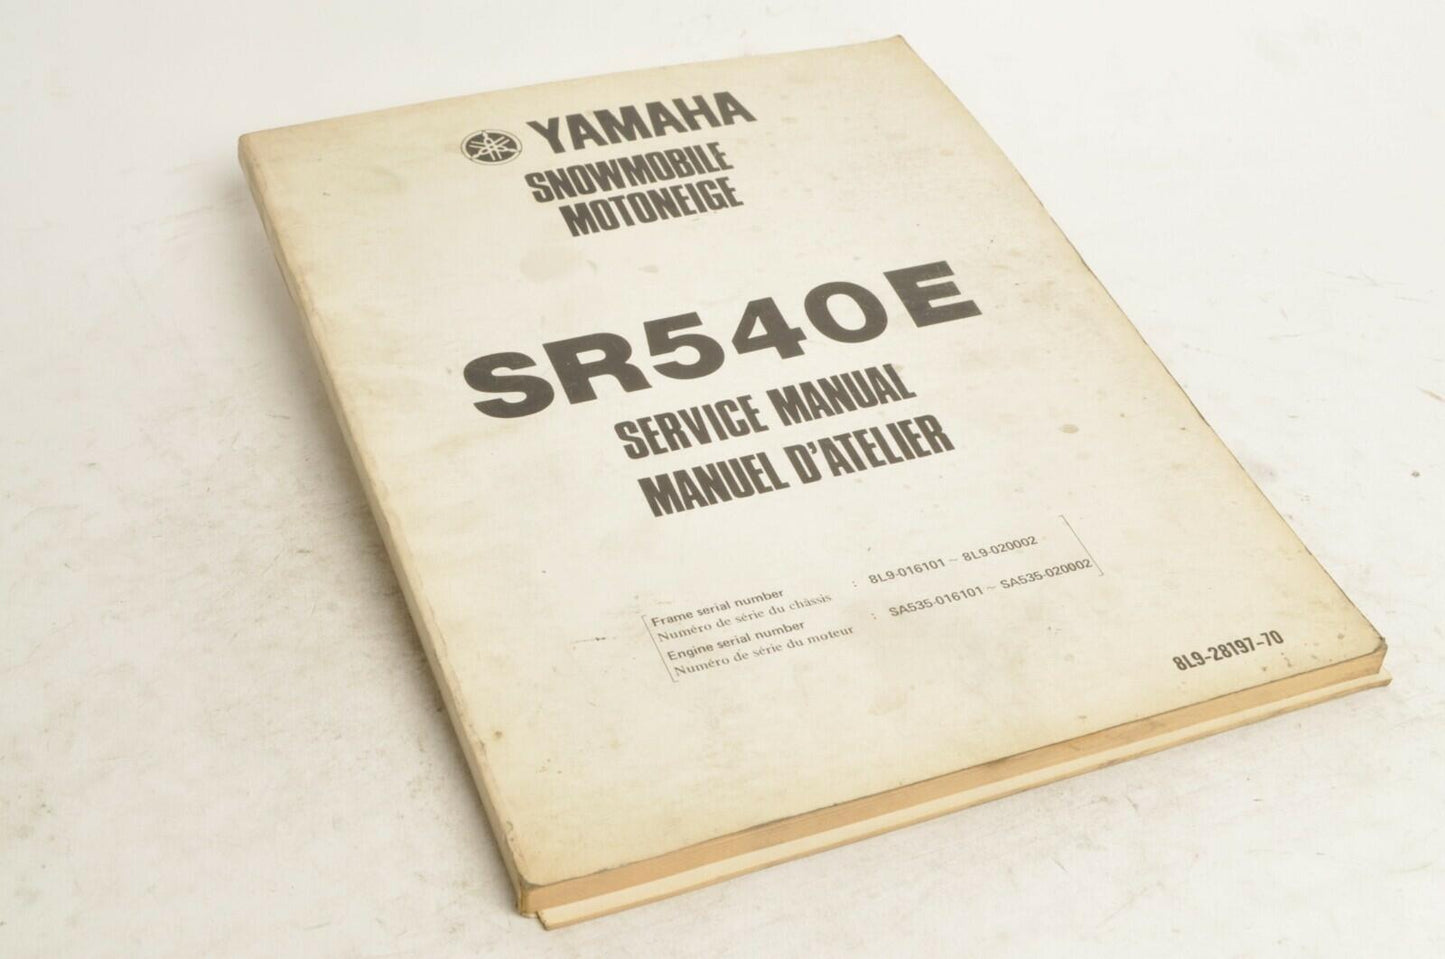 YAMAHA
SNOWMOBILE
MOTONEIGE
SR540E
SERVICE MANUAL
MANUEL D'ATELIER
Frame serial number
Numéro de série du châssis : 8L9-016101 ~ 8L9-020002
Engine serial number
Numéro de série du moteur : SA535-016101 ~ SA535-020002
8L9-28197-70